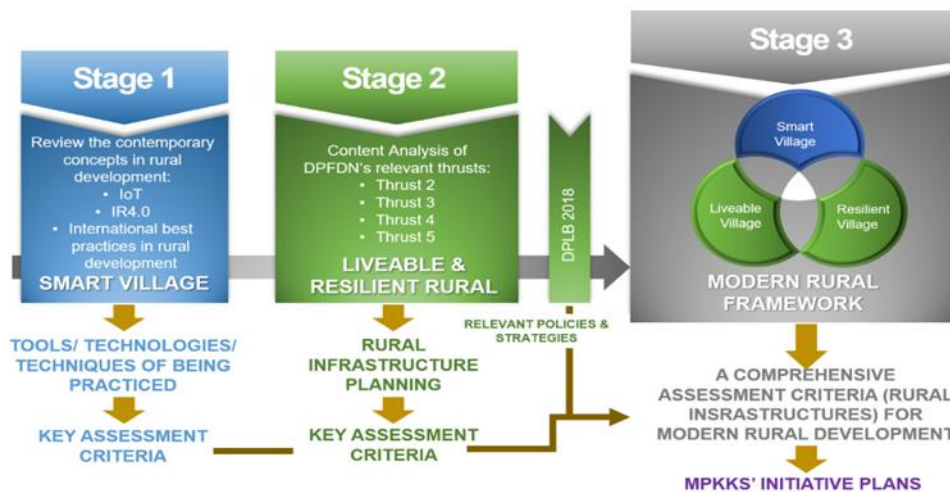 Stage 1
Review the contemporary
concepts in rural
development:
• IoT
• IR4.0
• International best
practices in rural
development
SMART VILLAGE
TOOLS/ TECHNOLOGIES/
TECHNIQUES OF BEING
PRACTICED
KEY ASSESSMENT
CRITERIA
Stage 2
Content Analysis of
DPFDN's relevant thrusts:
• Thrust 2
• Thrust 3
• Thrust 4
• Thrust 5
LIVEABLE &
RESILIENT RURAL
RURAL
INFRASTRUCTURE
PLANNING
KEY ASSESSMENT
CRITERIA
DPLB 2018
RELEVANT POLICIES &
STRATEGIES
Stage 3
Smart
Village
Liveable
Village
Resilient
Village
MODERN RURAL
FRAMEWORK
A COMPREHENSIVE
ASSESSMENT CRITERIA (RURAL
INSRASTRUCTURES) FOR
MODERN RURAL DEVELOPMENT
MPKKS' INITIATIVE PLANS